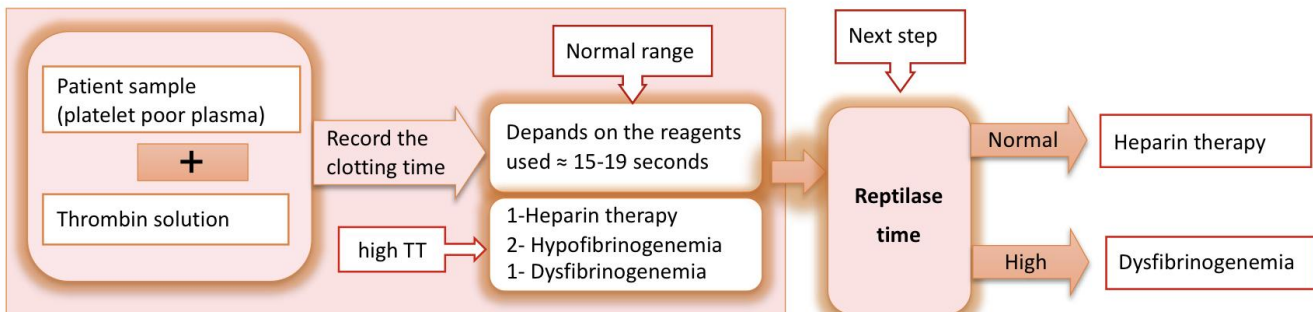 Patient sample
(platelet poor plasma)
+
Thrombin solution
Record the
clotting time
Normal range
Depands on the reagents
used ≈ 15-19 seconds
high TT
1-Heparin therapy
2- Hypofibrinogenemia
1- Dysfibrinogenemia
Next step
Reptilase
time
Normal
Heparin therapy
High
Dysfibrinogenemia